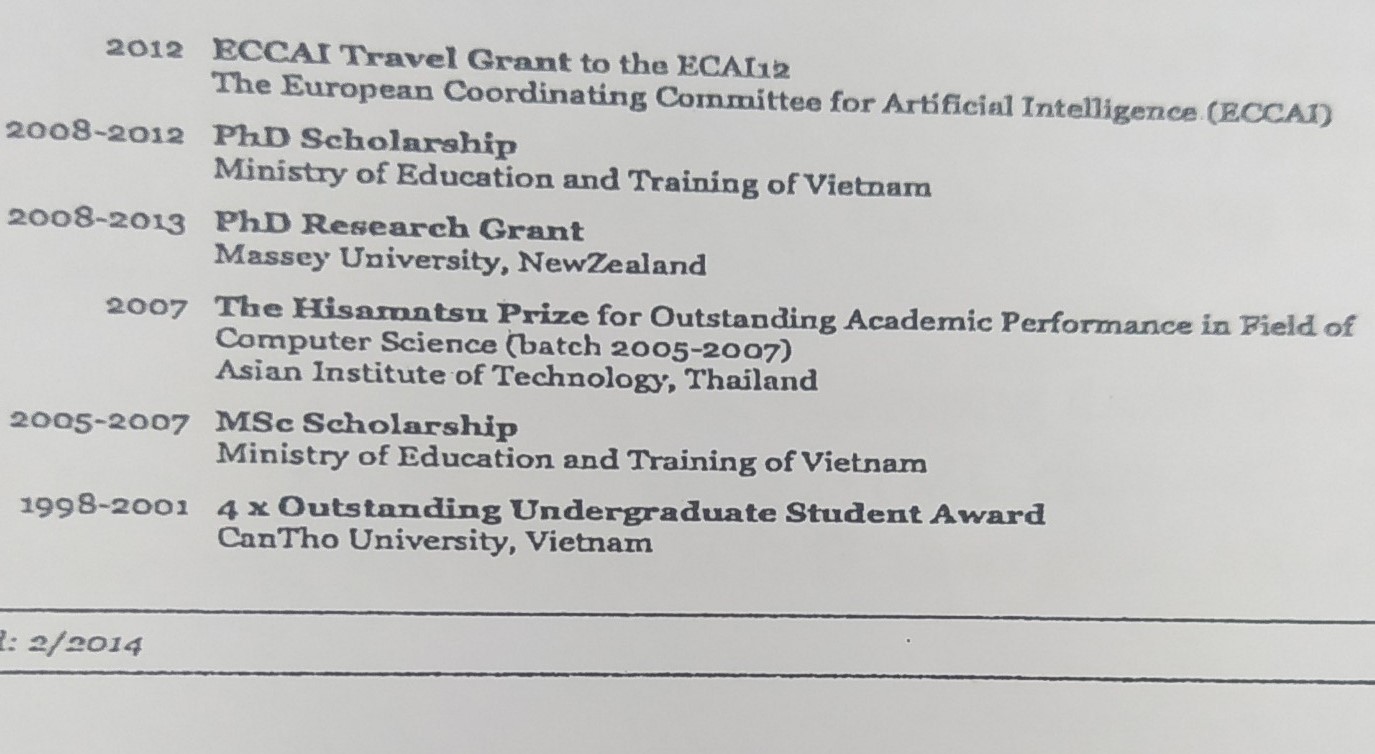 2012 ECCAI Travel Grant to the ECAI12
The European Coordinating Committee for Artificial Intelligence (ECCAI)
2008-2012 PhD Scholarship
Ministry of Education and Training of Vietnam
2008-2013 PhD Research Grant
Massey University, NewZealand
2007 The Hisamatsu Prize for Outstanding Academic Performance in Field of
Computer Science (batch 2005-2007)
Asian Institute of Technology, Thailand
2005-2007 MSc Scholarship
Ministry of Education and Training of Vietnam
1998-2001 4 x Outstanding Undergraduate Student Award
CanTho University, Vietnam
: 2/2014